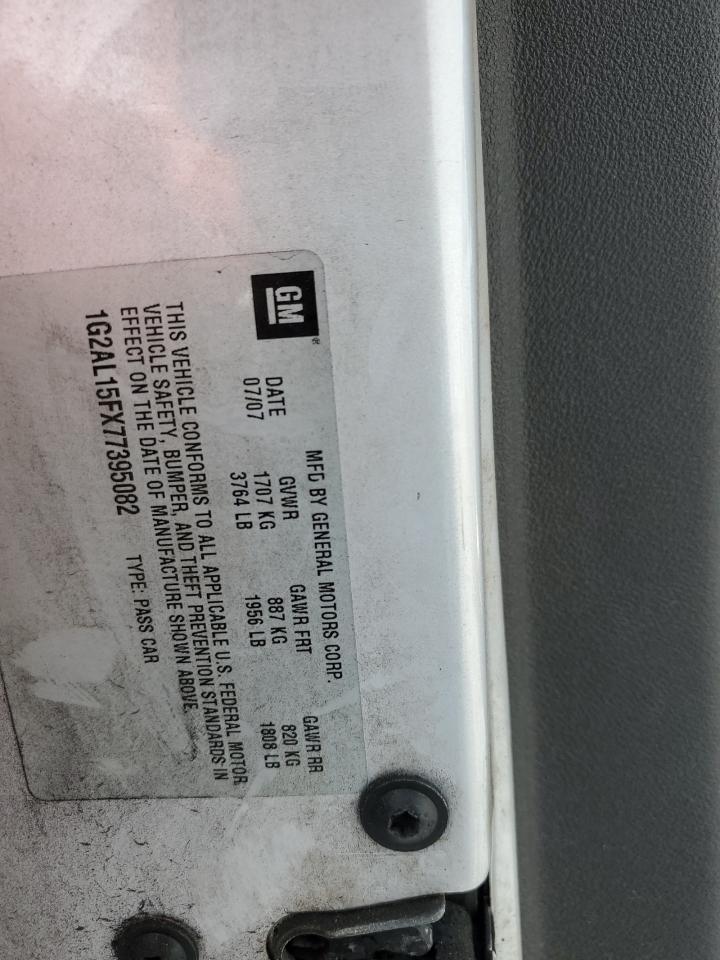 GM®
MFD BY GENERAL MOTORS CORP.
DATE GVWR GAWR FRT GAWR RR
07/07 1707 KG 887 KG 820 KG
3764 LB 1956 LB 1808 LB
THIS VEHICLE CONFORMS TO ALL APPLICABLE U.S. FEDERAL MOTOR
VEHICLE SAFETY, BUMPER, AND THEFT PREVENTION STANDARDS IN
EFFECT ON THE DATE OF MANUFACTURE SHOWN ABOVE.
1G2AL15FX77395082 TYPE: PASS CAR